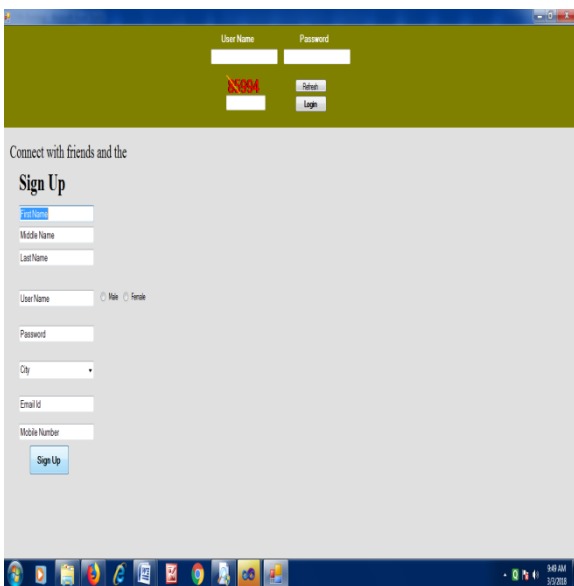 User Name Password
85994 Refresh
Login
Connect with friends and the
Sign Up
First Name
Middle Name
Last Name
User Name Male Female
Password
City
Email Id
Mobile Number
Sign Up
9:49 AM
3/3/2018